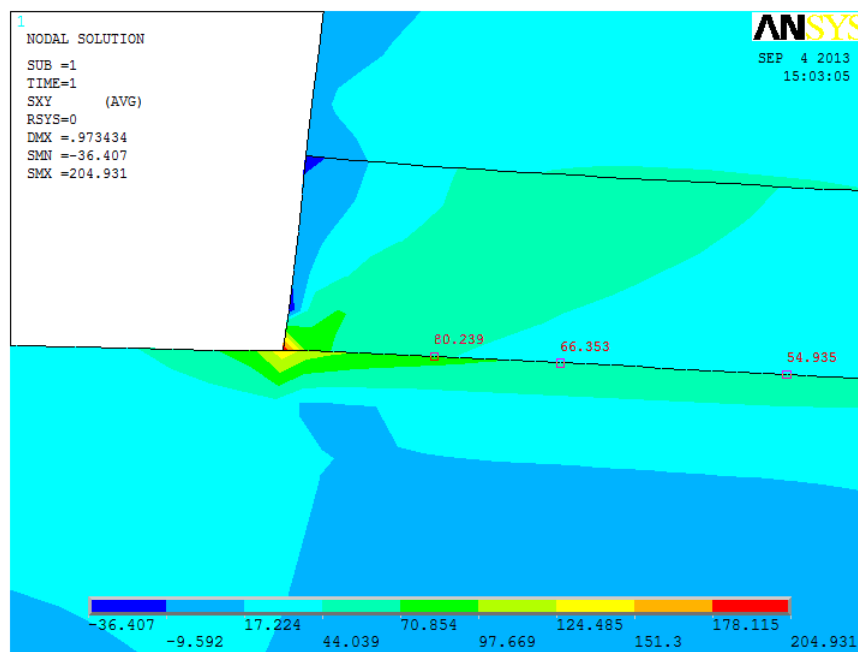 1
NODAL SOLUTION
ANSYS
SUB =1
TIME=1
SXY (AVG)
RSYS=0
DMX =.973434
SMN =-36.407
SMX =204.931
SEP 4 2013
15:03:05
80.239
66.353
54.935
-36.407 17.224 70.854 124.485 178.115
-9.592 44.039 97.669 151.3 204.931